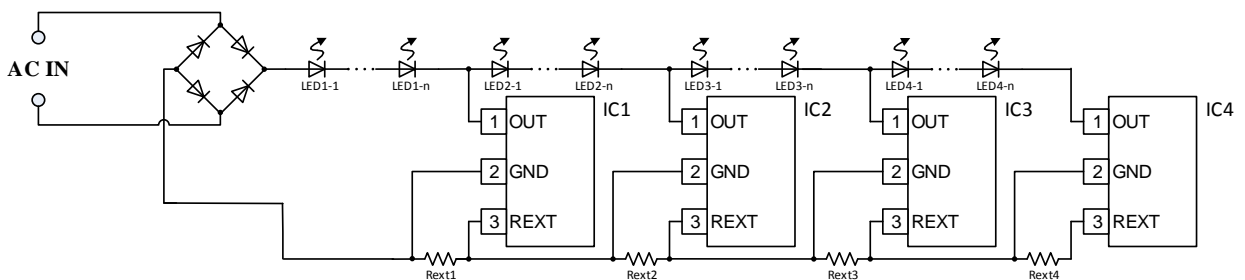 AC IN
LED1-1 LED1-n LED2-1 LED2-n LED3-1 LED3-n LED4-1 LED4-n
IC1 IC2 IC3 IC4
1 OUT 1 OUT 1 OUT 1 OUT
2 GND 2 GND 2 GND 2 GND
3 REXT 3 REXT 3 REXT 3 REXT
Rext1 Rext2 Rext3 Rext4